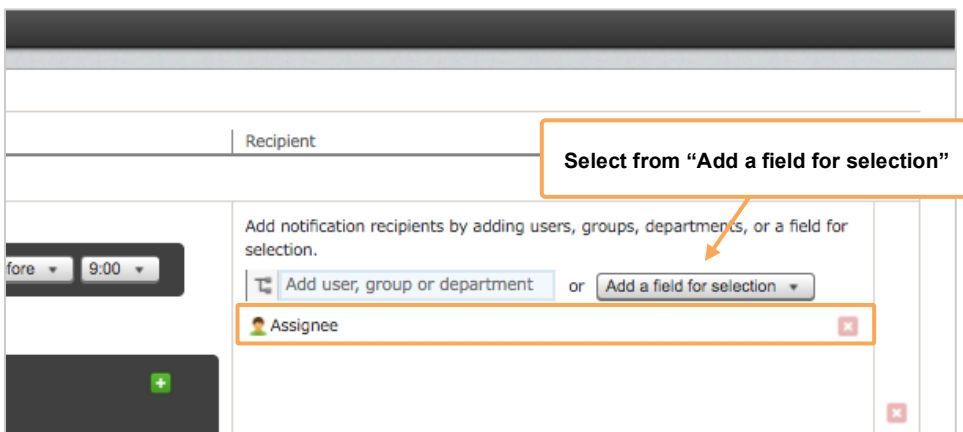 Recipient
Select from “Add a field for selection”
Add notification recipients by adding users, groups, departments, or a field for
selection.
fore 9:00
Add user, group or department or Add a field for selection
Assignee